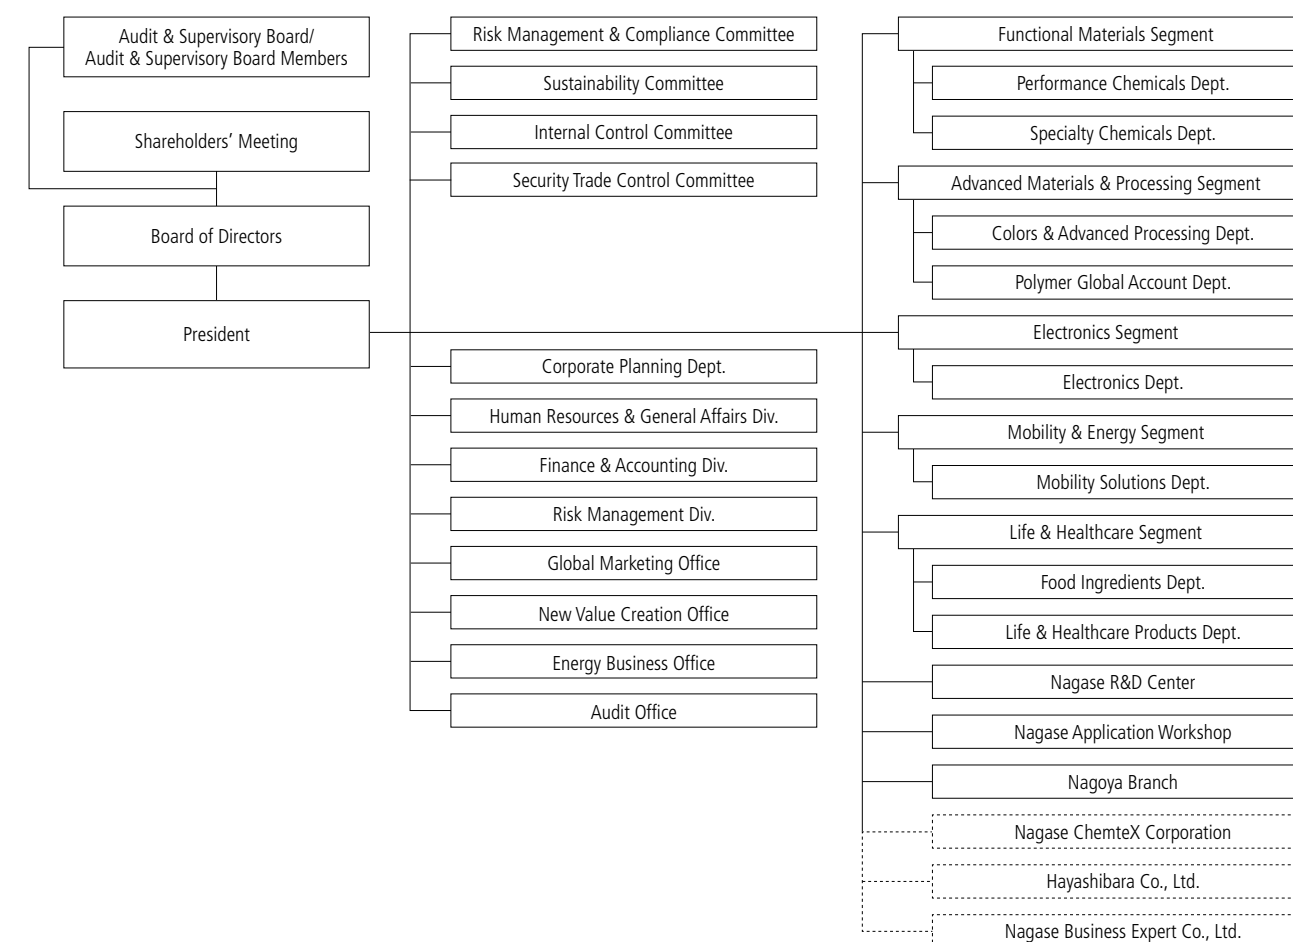 Audit & Supervisory Board/
Audit & Supervisory Board Members
Shareholders’ Meeting
Board of Directors
President
Risk Management & Compliance Committee
Sustainability Committee
Internal Control Committee
Security Trade Control Committee
Corporate Planning Dept.
Human Resources & General Affairs Div.
Finance & Accounting Div.
Risk Management Div.
Global Marketing Office
New Value Creation Office
Energy Business Office
Audit Office
Functional Materials Segment
Performance Chemicals Dept.
Specialty Chemicals Dept.
Advanced Materials & Processing Segment
Colors & Advanced Processing Dept.
Polymer Global Account Dept.
Electronics Segment
Electronics Dept.
Mobility & Energy Segment
Mobility Solutions Dept.
Life & Healthcare Segment
Food Ingredients Dept.
Life & Healthcare Products Dept.
Nagase R&D Center
Nagase Application Workshop
Nagoya Branch
Nagase ChemteX Corporation
Hayashibara Co., Ltd.
Nagase Business Expert Co., Ltd.